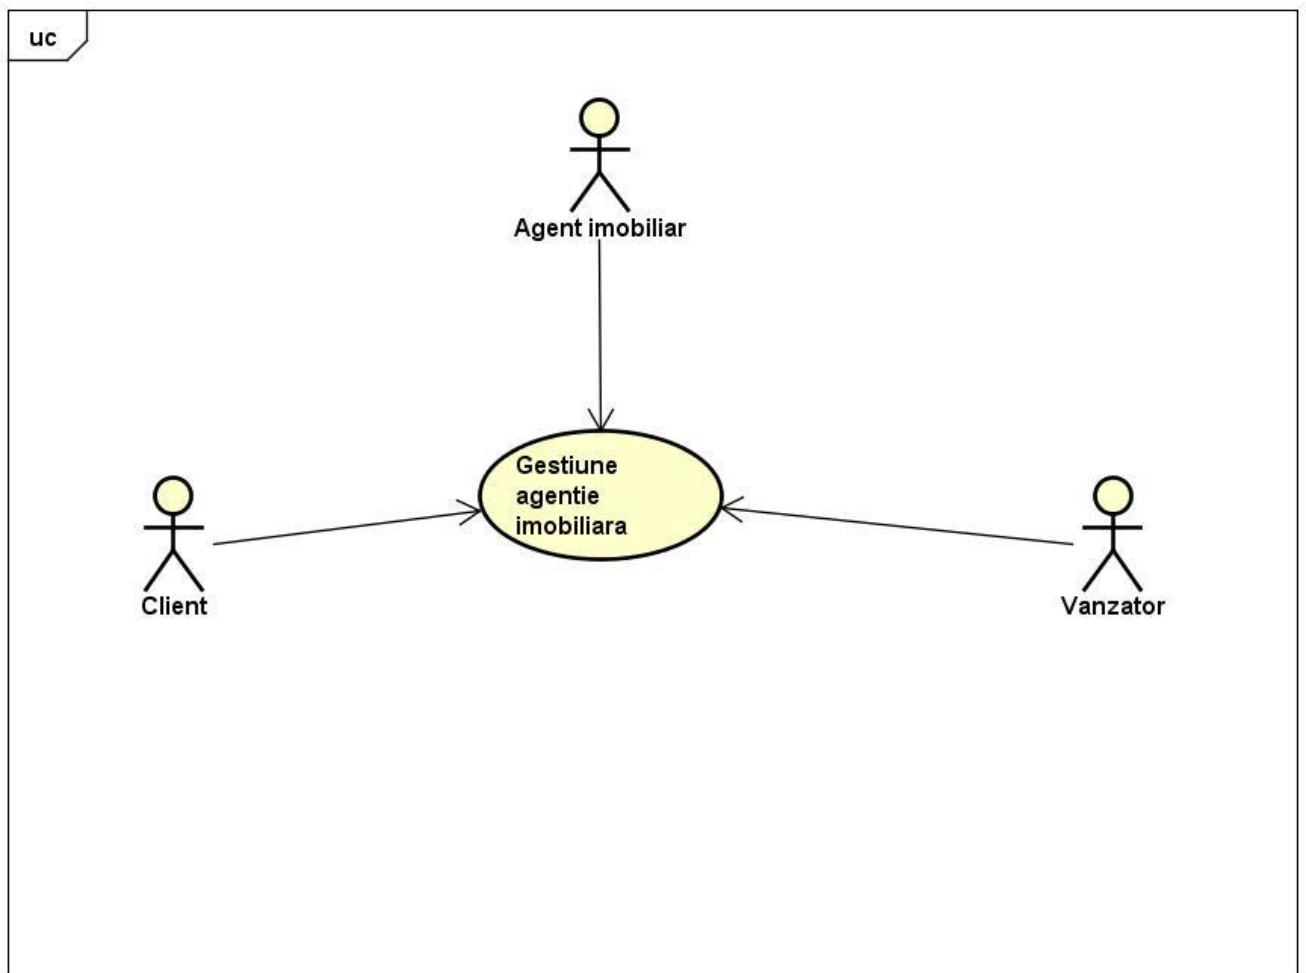 uc
Agent imobiliar
Gestiune
agentie
imobiliara
Client
Vanzator